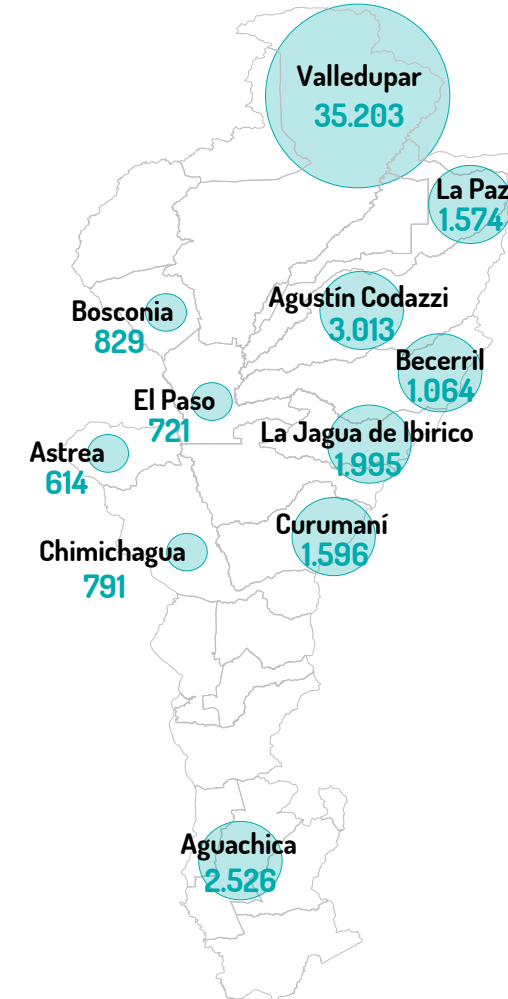 Valledupar
35.203
La Paz
1.574
Agustín Codazzi
3.013
Bosconia
829
Becerril
1.064
El Paso
721
La Jagua de Ibirico
1.995
Astrea
614
Curumaní
1.596
Chimichagua
791
Aguachica
2.526